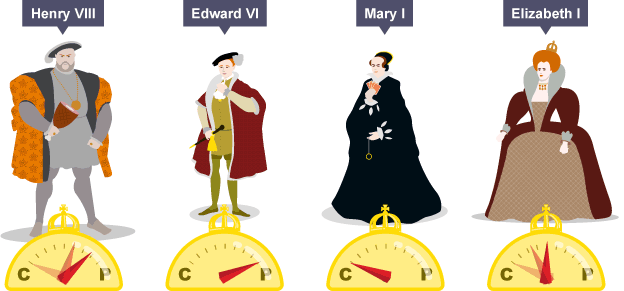 Henry VIII
Edward VI
Mary I
Elizabeth I
C P
C P
C P
C P